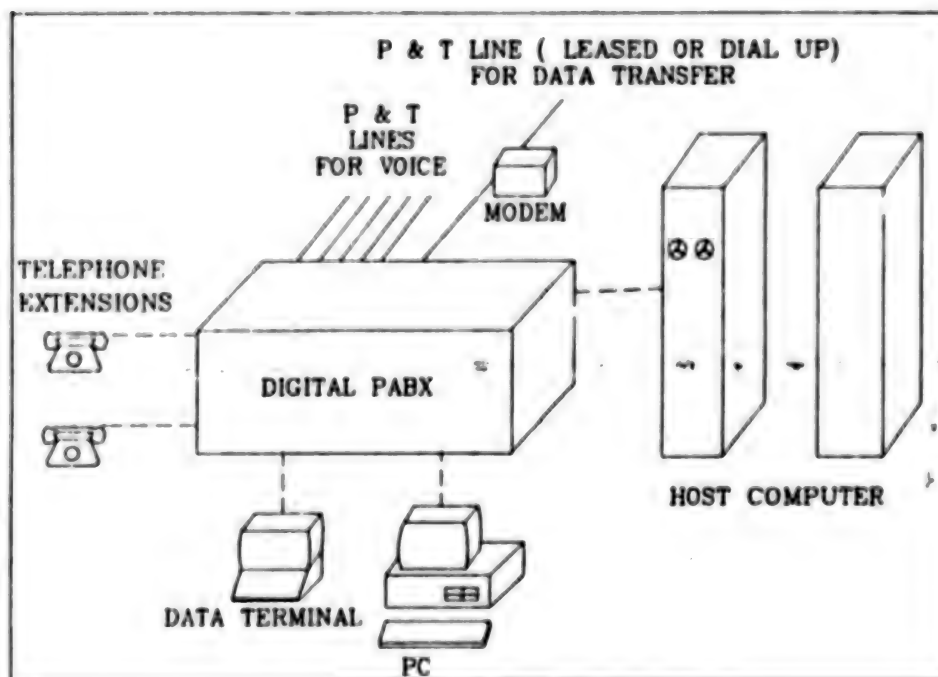 P & T LINE ( LEASED OR DIAL UP)
FOR DATA TRANSFER
P & T
LINES
FOR VOICE
MODEM
TELEPHONE
EXTENSIONS
DIGITAL PABX
HOST COMPUTER
DATA TERMINAL
PC